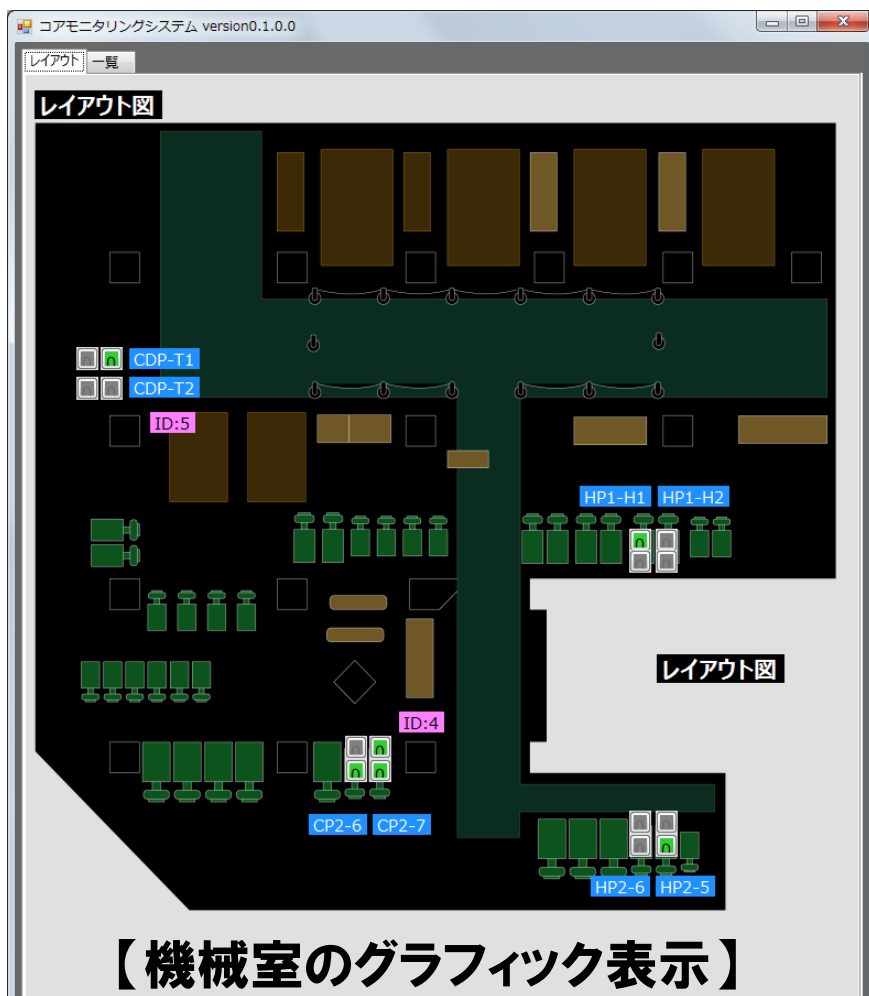 コアモニタリングシステム version0.1.0.0
レイアウト 一覧
レイアウト図
CDP-T1
CDP-T2
ID:5
HP1-H1 HP1-H2
レイアウト図
ID:4
CP2-6 CP2-7
HP2-6 HP2-5
【機械室のグラフィック表示】